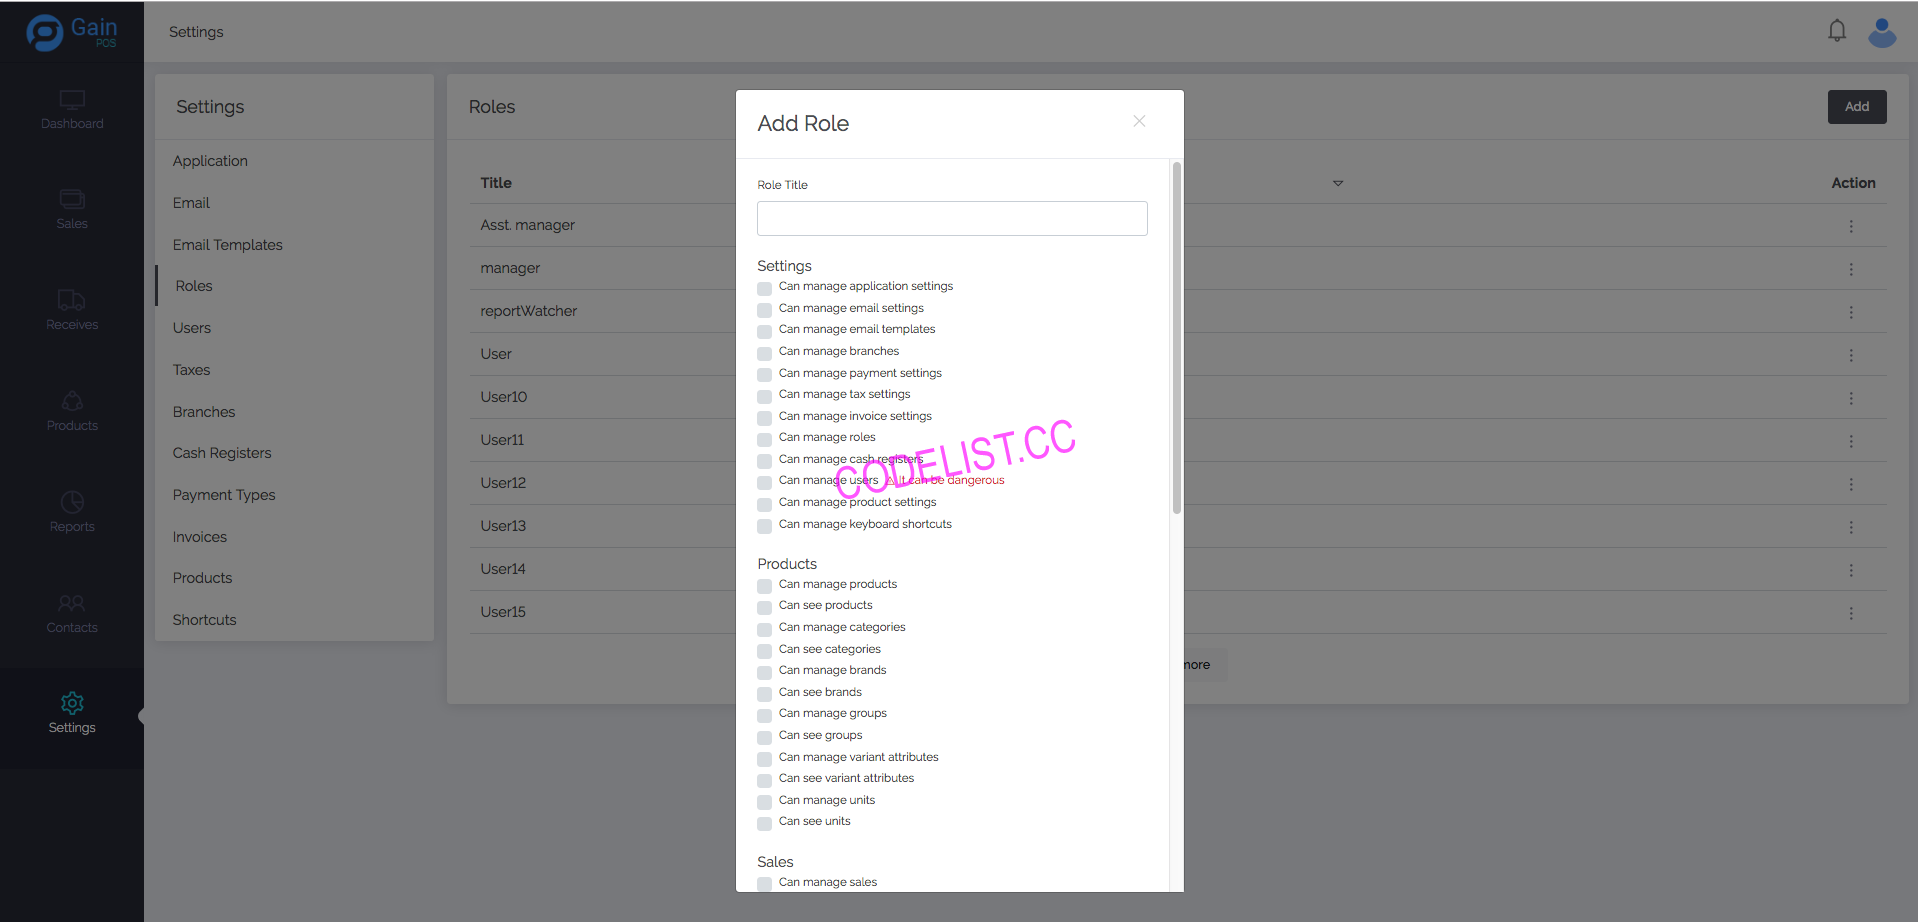 Gain
POS
Settings
Dashboard
Sales
Receives
Products
Reports
Contacts
Settings
Settings
Application
Email
Email Templates
Roles
Users
Taxes
Branches
Cash Registers
Payment Types
Invoices
Products
Shortcuts
Roles
Add
Title
Action
Asst. manager
manager
reportWatcher
User
User10
User11
User12
User13
User14
User15
more
Add Role
Role Title
Settings
Can manage application settings
Can manage email settings
Can manage email templates
Can manage branches
Can manage payment settings
Can manage tax settings
Can manage invoice settings
Can manage roles
Can manage cash registers
Can manage users ⚠ It can be dangerous
Can manage product settings
Can manage keyboard shortcuts
Products
Can manage products
Can see products
Can manage categories
Can see categories
Can manage brands
Can see brands
Can manage groups
Can see groups
Can manage variant attributes
Can see variant attributes
Can manage units
Can see units
Sales
Can manage sales
CODELIST.CC